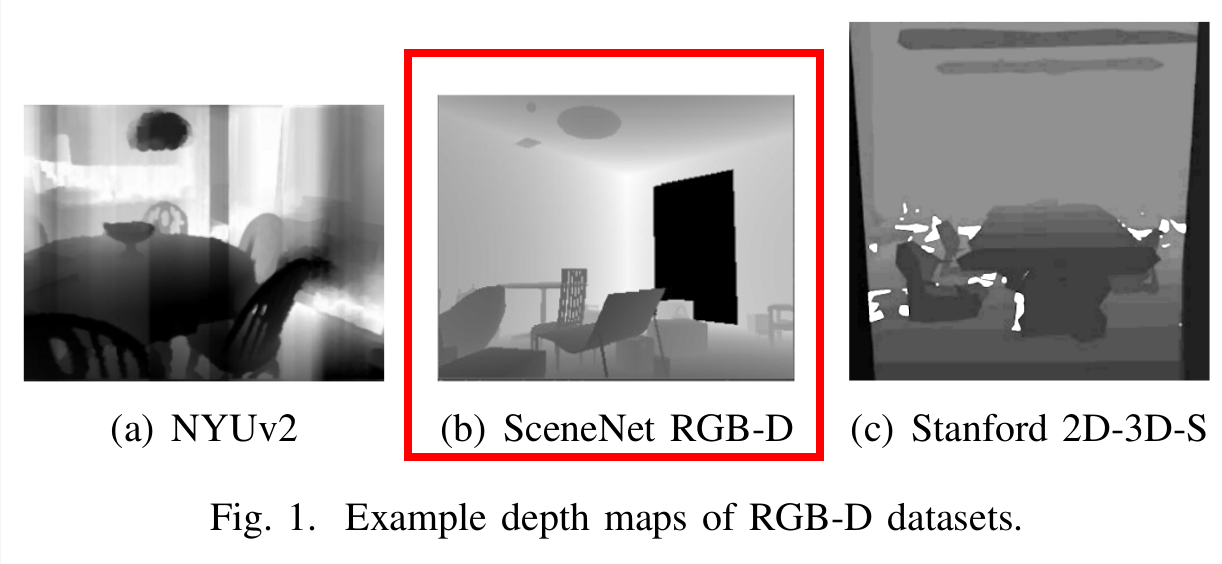 (a) NYUv2
(b) SceneNet RGB-D
(c) Stanford 2D-3D-S
Fig. 1. Example depth maps of RGB-D datasets.